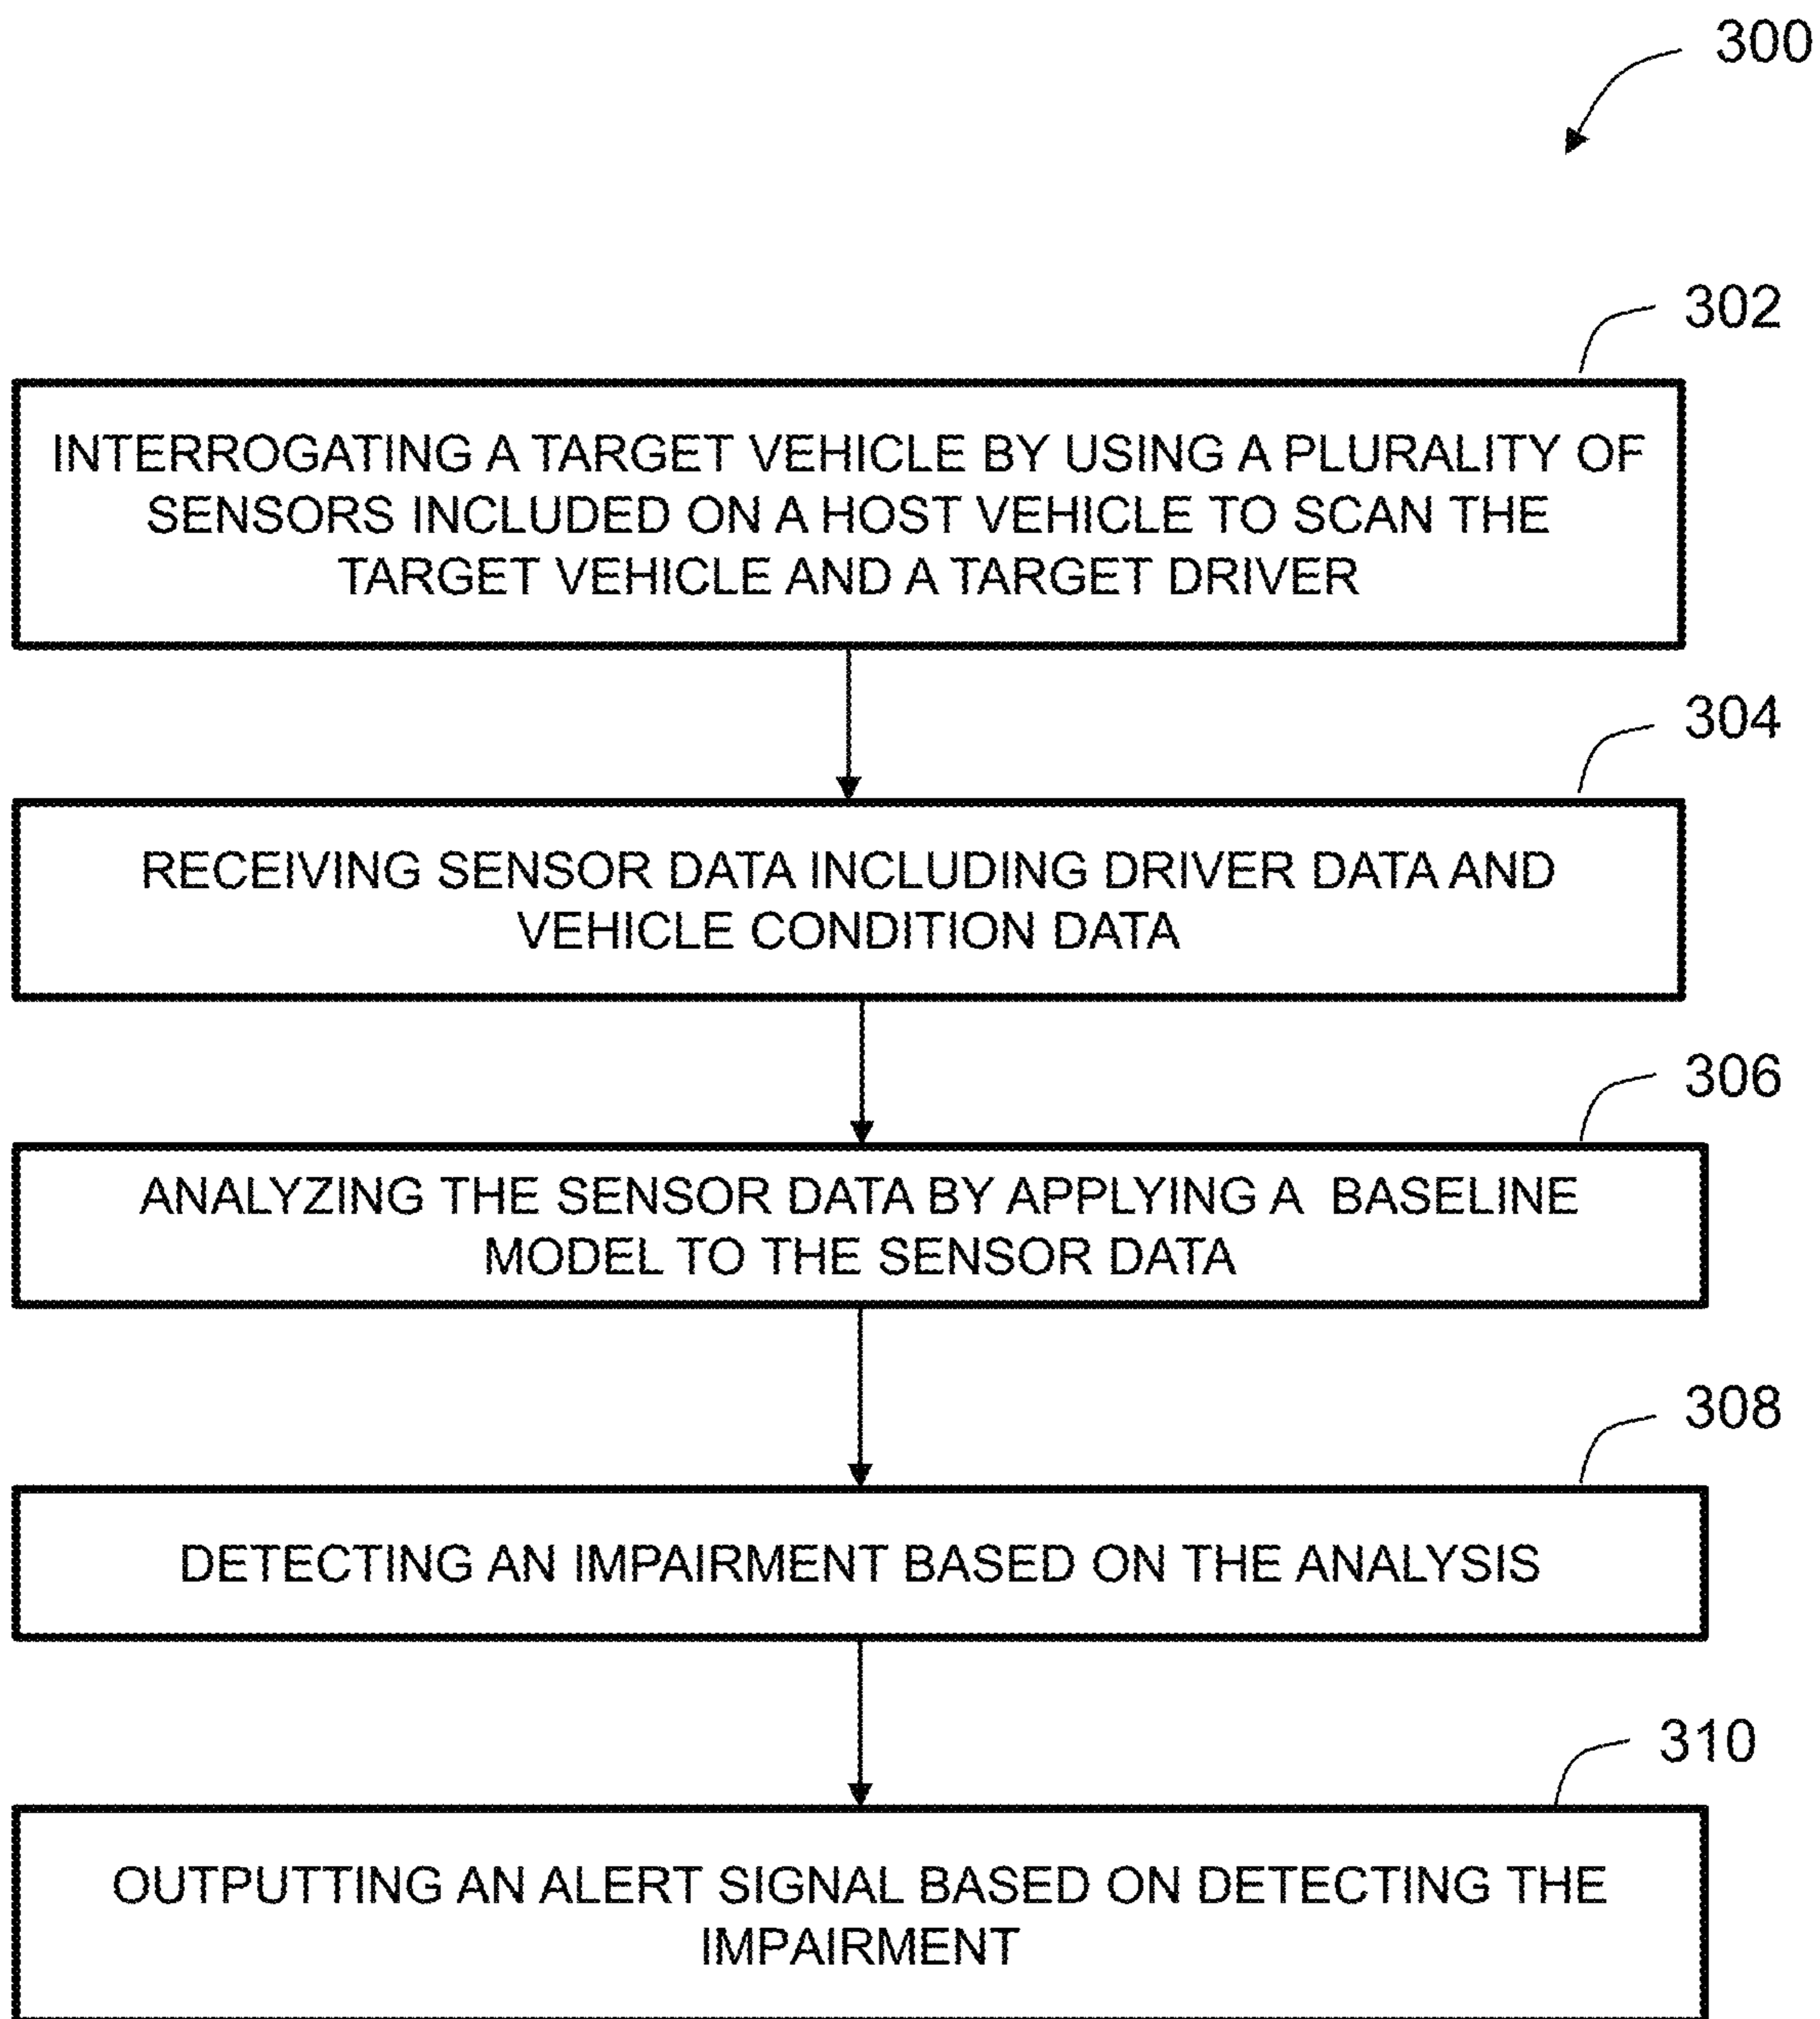 300
302
INTERROGATING A TARGET VEHICLE BY USING A PLURALITY OF
SENSORS INCLUDED ON A HOST VEHICLE TO SCAN THE
TARGET VEHICLE AND A TARGET DRIVER
304
RECEIVING SENSOR DATA INCLUDING DRIVER DATA AND
VEHICLE CONDITION DATA
306
ANALYZING THE SENSOR DATA BY APPLYING A BASELINE
MODEL TO THE SENSOR DATA
308
DETECTING AN IMPAIRMENT BASED ON THE ANALYSIS
310
OUTPUTTING AN ALERT SIGNAL BASED ON DETECTING THE
IMPAIRMENT